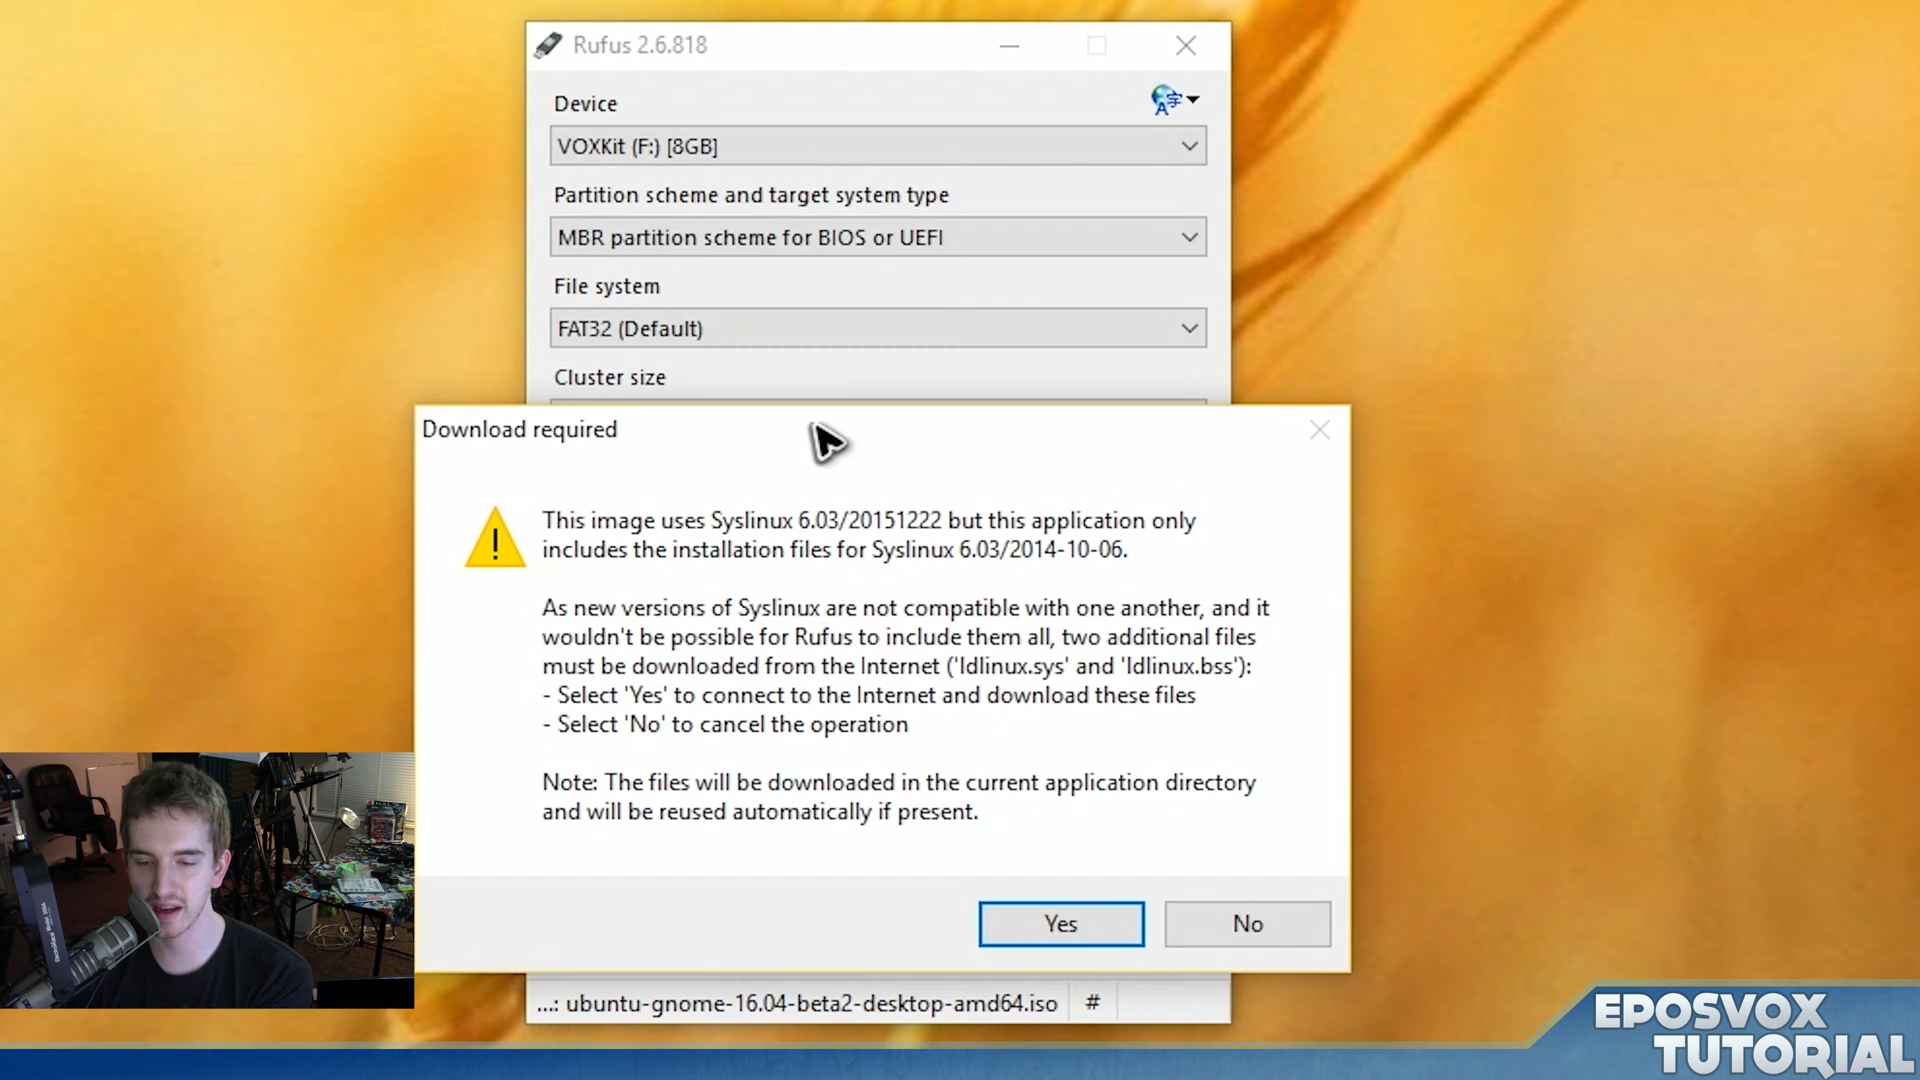 Rufus 2.6.818
Device
VOXKit (F:) [8GB]
Partition scheme and target system type
MBR partition scheme for BIOS or UEFI
File system
FAT32 (Default)
Cluster size
Download required
This image uses Syslinux 6.03/20151222 but this application only
includes the installation files for Syslinux 6.03/2014-10-06.
As new versions of Syslinux are not compatible with one another, and it
wouldn't be possible for Rufus to include them all, two additional files
must be downloaded from the Internet ('ldlinux.sys' and 'ldlinux.bss'):
- Select 'Yes' to connect to the Internet and download these files
- Select 'No' to cancel the operation
Note: The files will be downloaded in the current application directory
and will be reused automatically if present.
Yes
No
...: ubuntu-gnome-16.04-beta2-desktop-amd64.iso
#
EPOSVOX
TUTORIAL